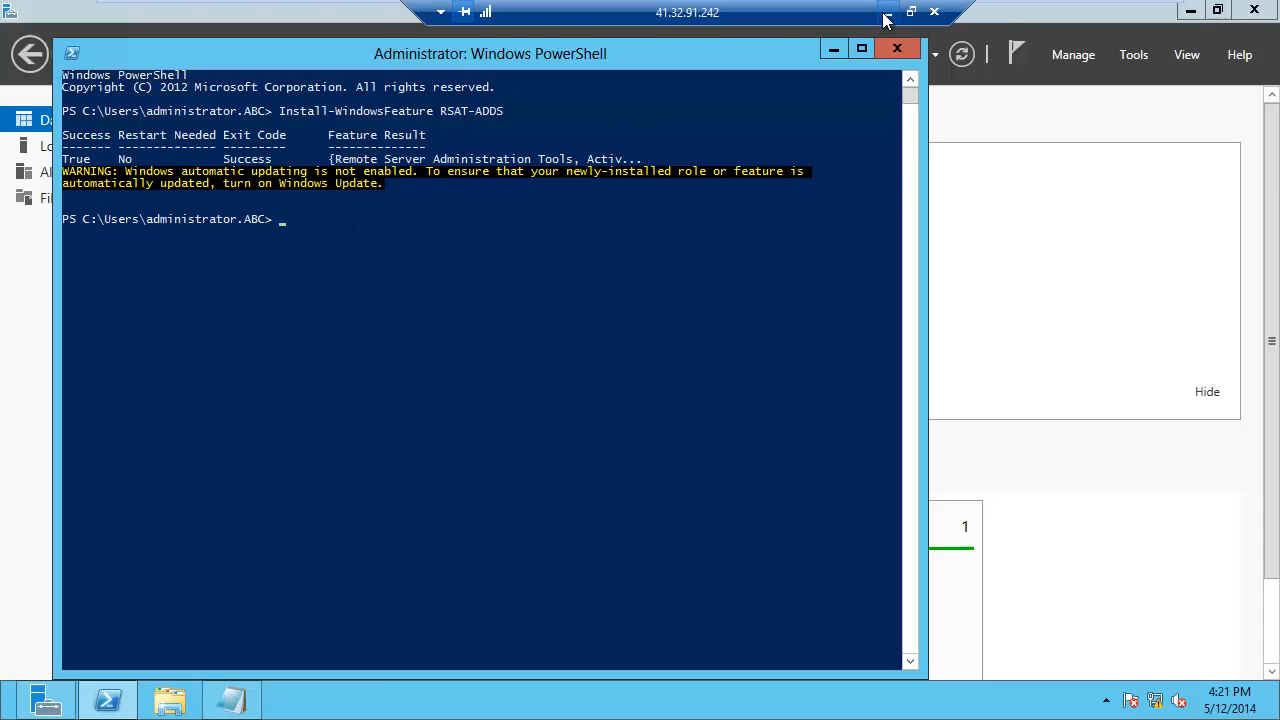 41.32.91.242
Administrator: Windows PowerShell
Manage Tools View Help
Windows PowerShell
Copyright (C) 2012 Microsoft Corporation. All rights reserved.
PS C:\Users\administrator.ABC> Install-WindowsFeature RSAT-ADDS
Success Restart Needed Exit Code Feature Result
------- -------------- --------- --------------
True No Success {Remote Server Administration Tools, Activ...
WARNING: Windows automatic updating is not enabled. To ensure that your newly-installed role or feature is
automatically updated, turn on Windows Update.
PS C:\Users\administrator.ABC> _
Da
Lo
Al
Fil
Hide
1
4:21 PM
5/12/2014